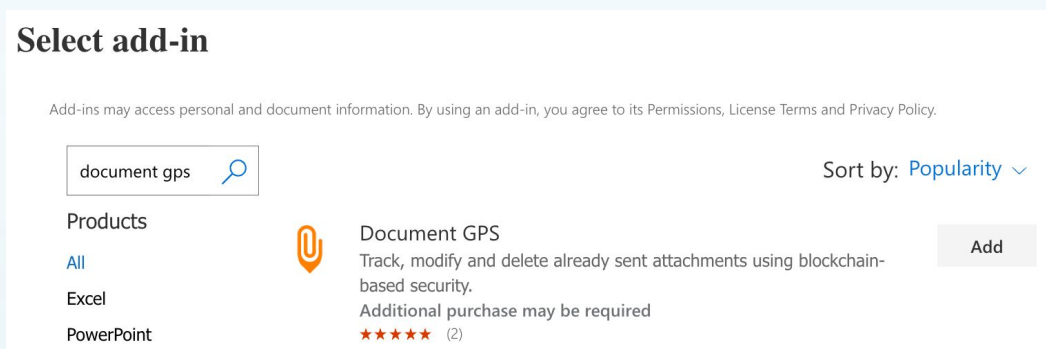 Select add-in
Add-ins may access personal and document information. By using an add-in, you agree to its Permissions, License Terms and Privacy Policy.
document gps
Sort by: Popularity
Products
All
Excel
PowerPoint
Document GPS
Track, modify and delete already sent attachments using blockchain-
based security.
Additional purchase may be required
★★★★★ (2)
Add